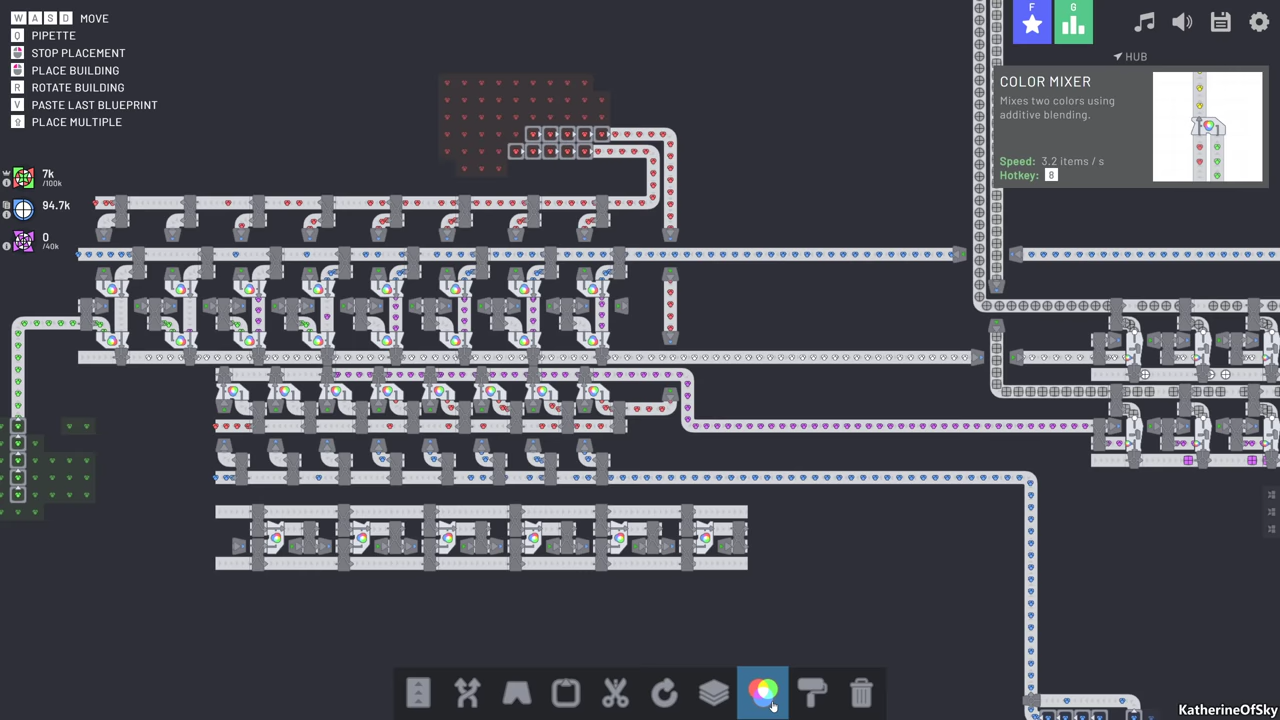 W A S D MOVE
Q PIPETTE
STOP PLACEMENT
PLACE BUILDING
R ROTATE BUILDING
V PASTE LAST BLUEPRINT
⇧ PLACE MULTIPLE
7k
/100k
94.7k
0
/40k
F
G
HUB
COLOR MIXER
Mixes two colors using
additive blending.
Speed: 3.2 items / s
Hotkey: 8
KatherineOfSky